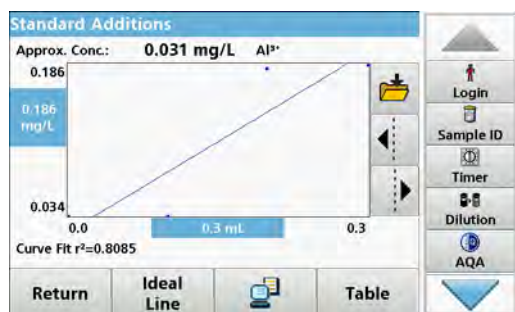 Standard Additions
Approx. Conc.: 0.031 mg/L Al³⁺
0.186
0.186
mg/L
0.034
0.0 0.3 mL 0.3
Curve Fit r²=0.8085
Return
Ideal
Line
Table
Login
Sample ID
Timer
Dilution
AQA